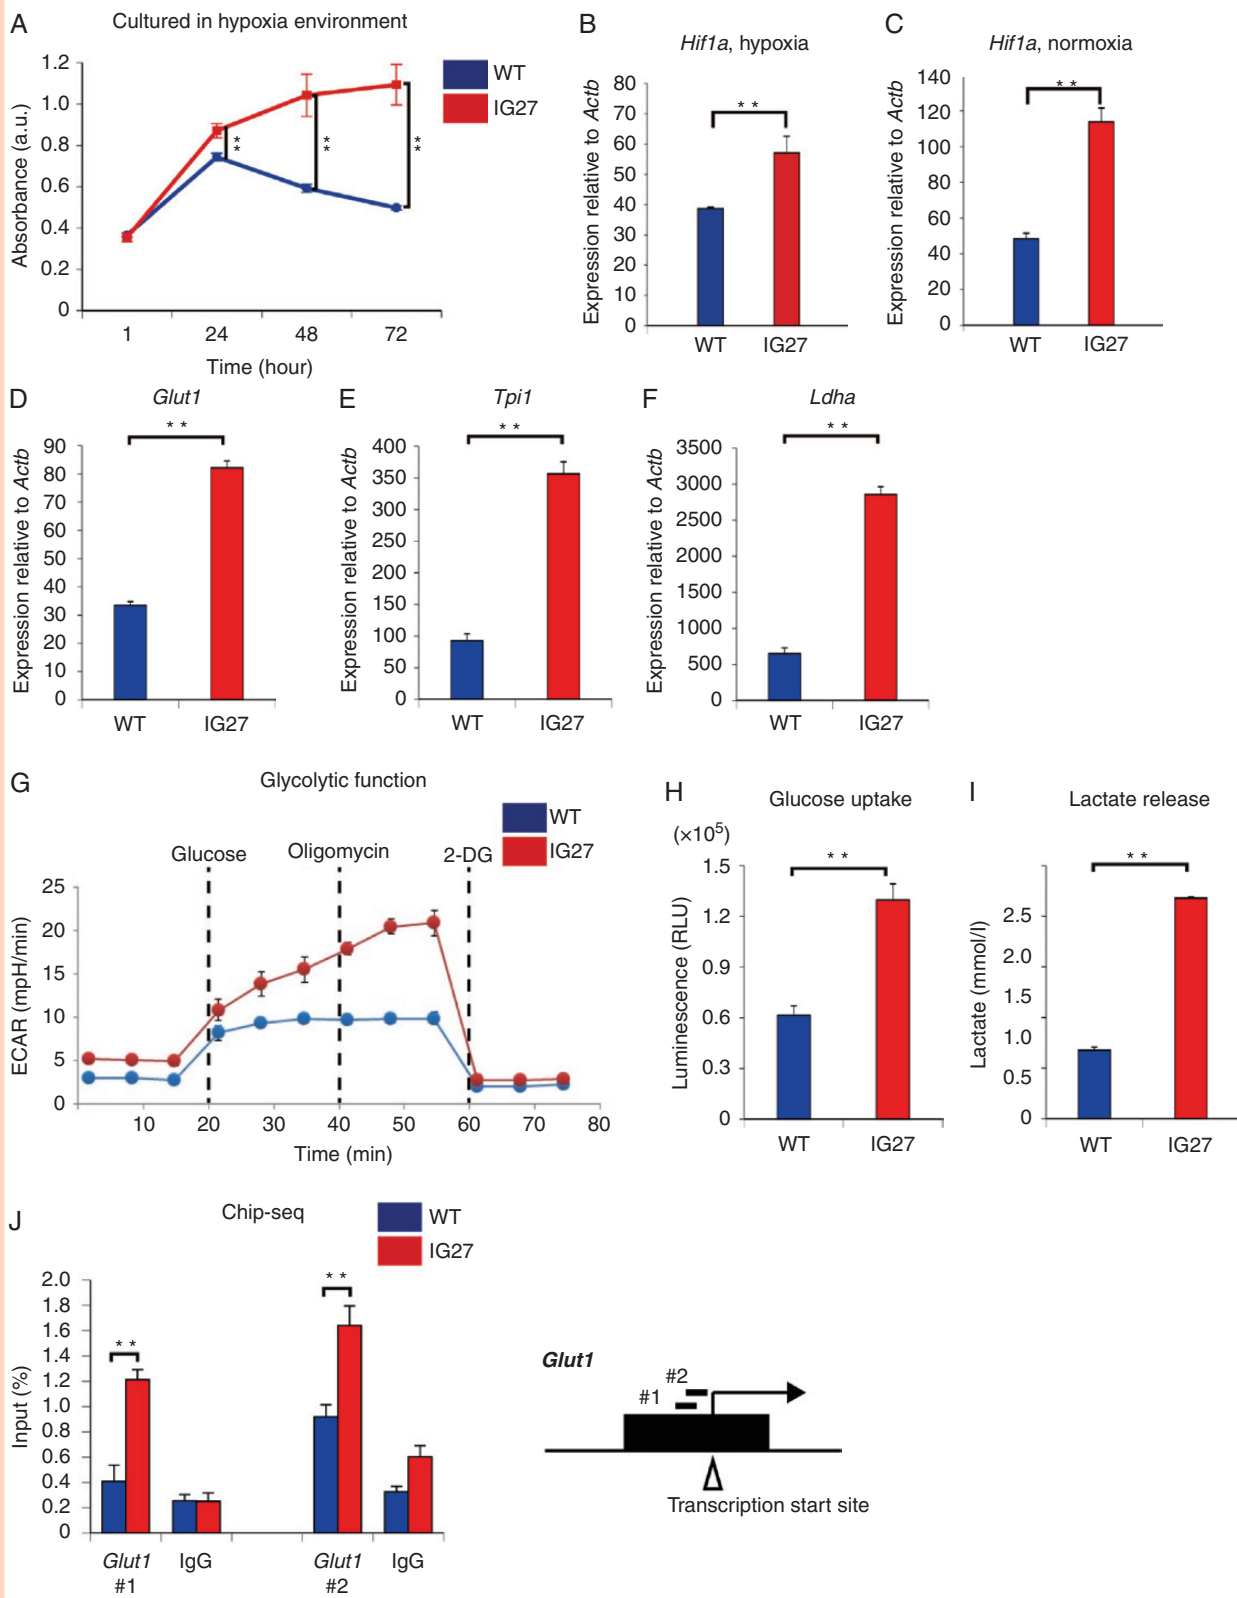 A
Cultured in hypoxia environment
Absorbance (a.u.)
1.2
1.0
0.8
0.6
0.4
0.2
0
1 24 48 72
Time (hour)
WT
IG27
**
**
**
B
Hif1a, hypoxia
Expression relative to Actb
80
70
60
50
40
30
20
10
0
**
WT IG27
C
Hif1a, normoxia
Expression relative to Actb
140
120
100
80
60
40
20
0
**
WT IG27
D
Glut1
Expression relative to Actb
90
80
70
60
50
40
30
20
10
0
**
WT IG27
E
Tpi1
Expression relative to Actb
400
350
300
250
200
150
100
50
0
**
WT IG27
F
Ldha
Expression relative to Actb
3500
3000
2500
2000
1500
1000
500
0
**
WT IG27
G
Glycolytic function
WT
IG27
Glucose Oligomycin 2-DG
ECAR (mpH/min)
25
20
15
10
5
0
10 20 30 40 50 60 70 80
Time (min)
H
Glucose uptake
(×10⁵)
Luminescence (RLU)
1.5
1.2
0.9
0.6
0.3
0
**
WT IG27
I
Lactate release
Lactate (mmol/l)
2.5
2.0
1.5
1.0
0.5
0
**
WT IG27
J
Chip-seq
WT
IG27
Input (%)
2.0
1.8
1.6
1.4
1.2
1.0
0.8
0.6
0.4
0.2
0
**
**
Glut1 IgG Glut1 IgG
#1 #2
Glut1
#2
#1
Transcription start site